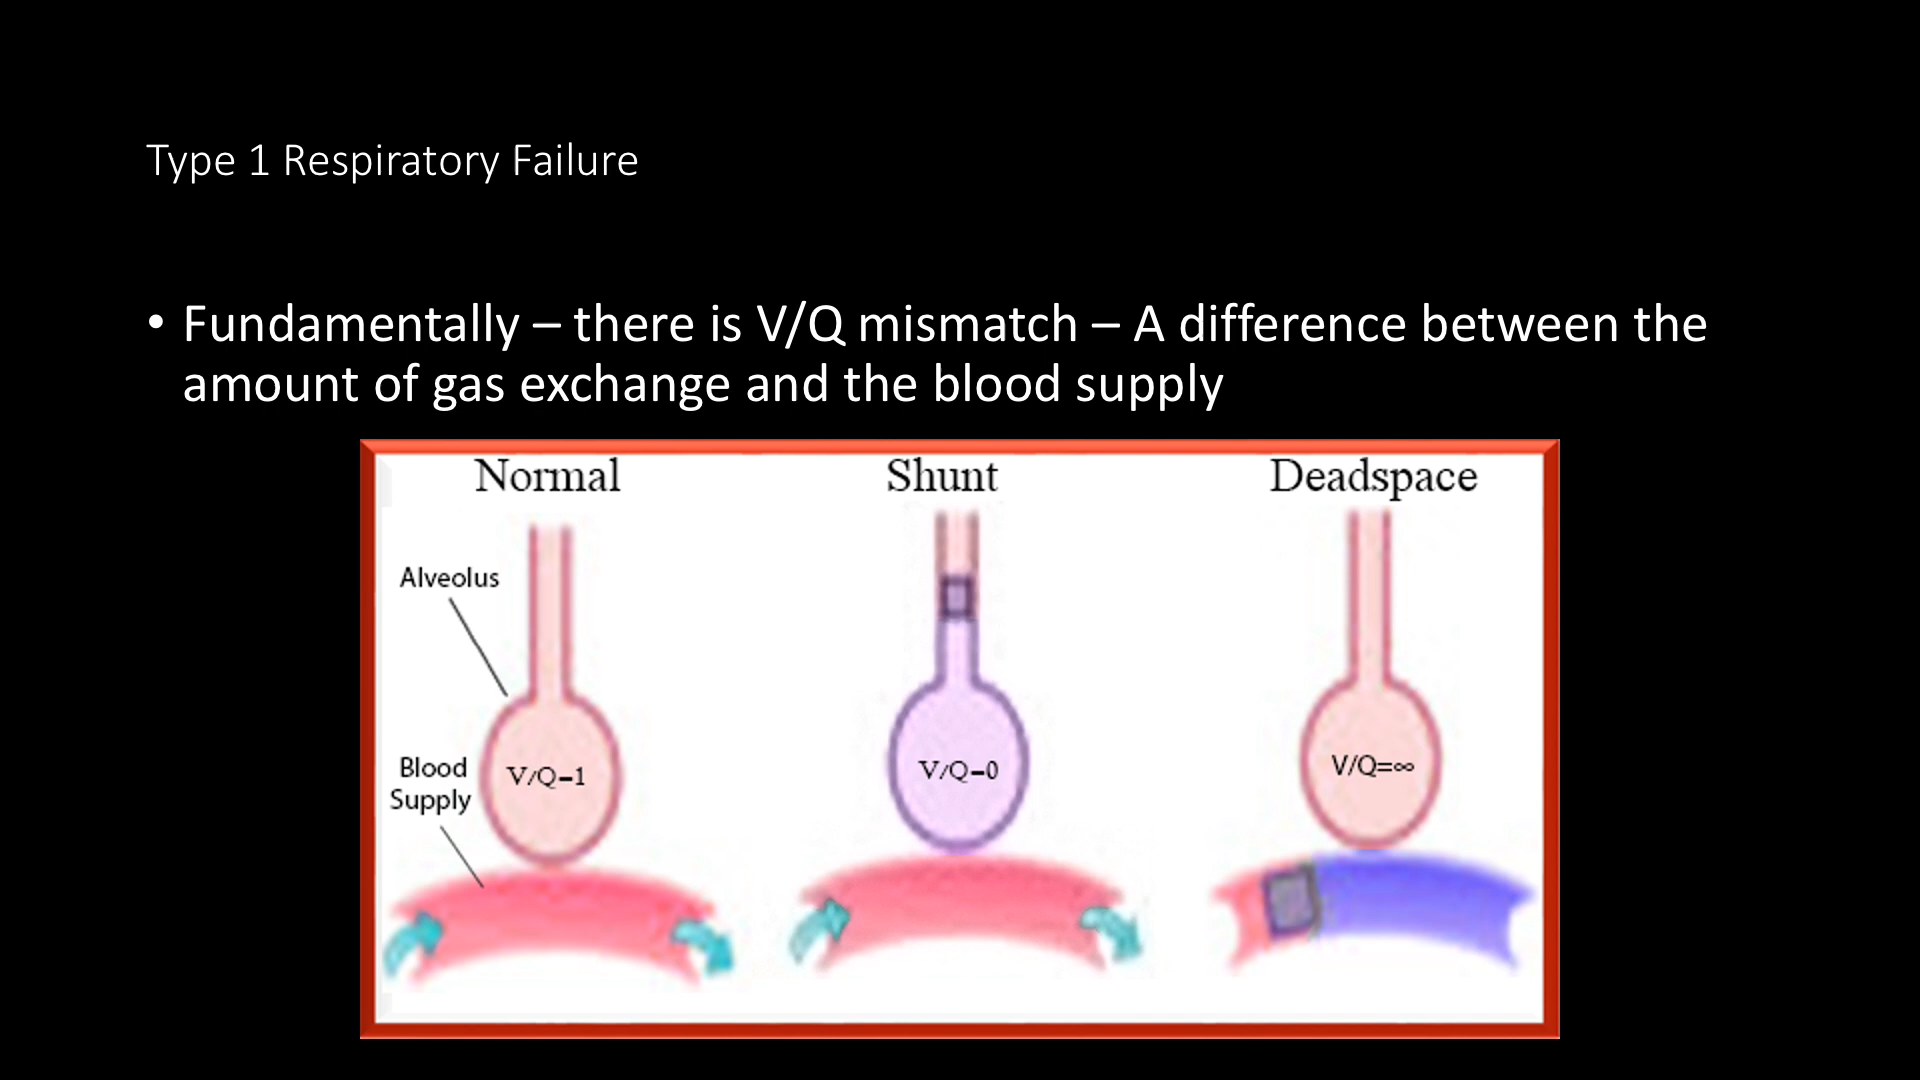 Type 1 Respiratory Failure
• Fundamentally – there is V/Q mismatch – A difference between the
amount of gas exchange and the blood supply
Normal
Shunt
Deadspace
Alveolus
Blood
Supply
V/Q=1
V/Q=0
V/Q=∞